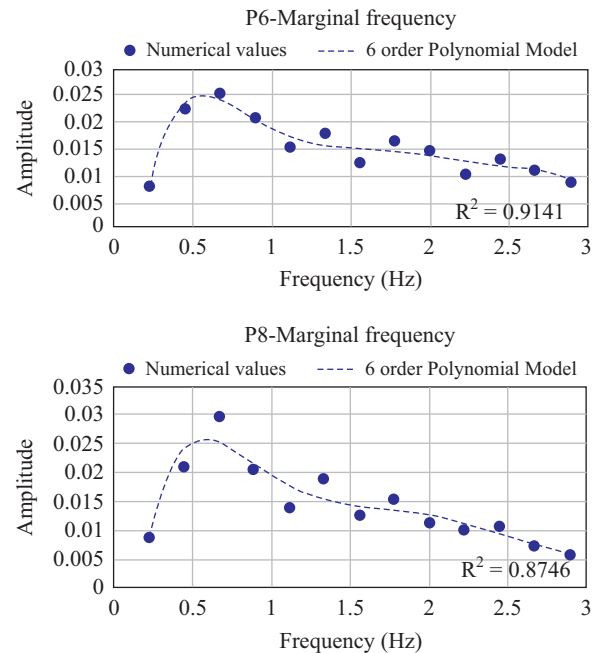 P6-Marginal frequency
Numerical values 6 order Polynomial Model
Amplitude
0.03
0.025
0.02
0.015
0.01
0.005
0
R² = 0.9141
0 0.5 1 1.5 2 2.5 3
Frequency (Hz)
P8-Marginal frequency
Numerical values 6 order Polynomial Model
Amplitude
0.035
0.03
0.025
0.02
0.015
0.01
0.005
0
R² = 0.8746
0 0.5 1 1.5 2 2.5 3
Frequency (Hz)